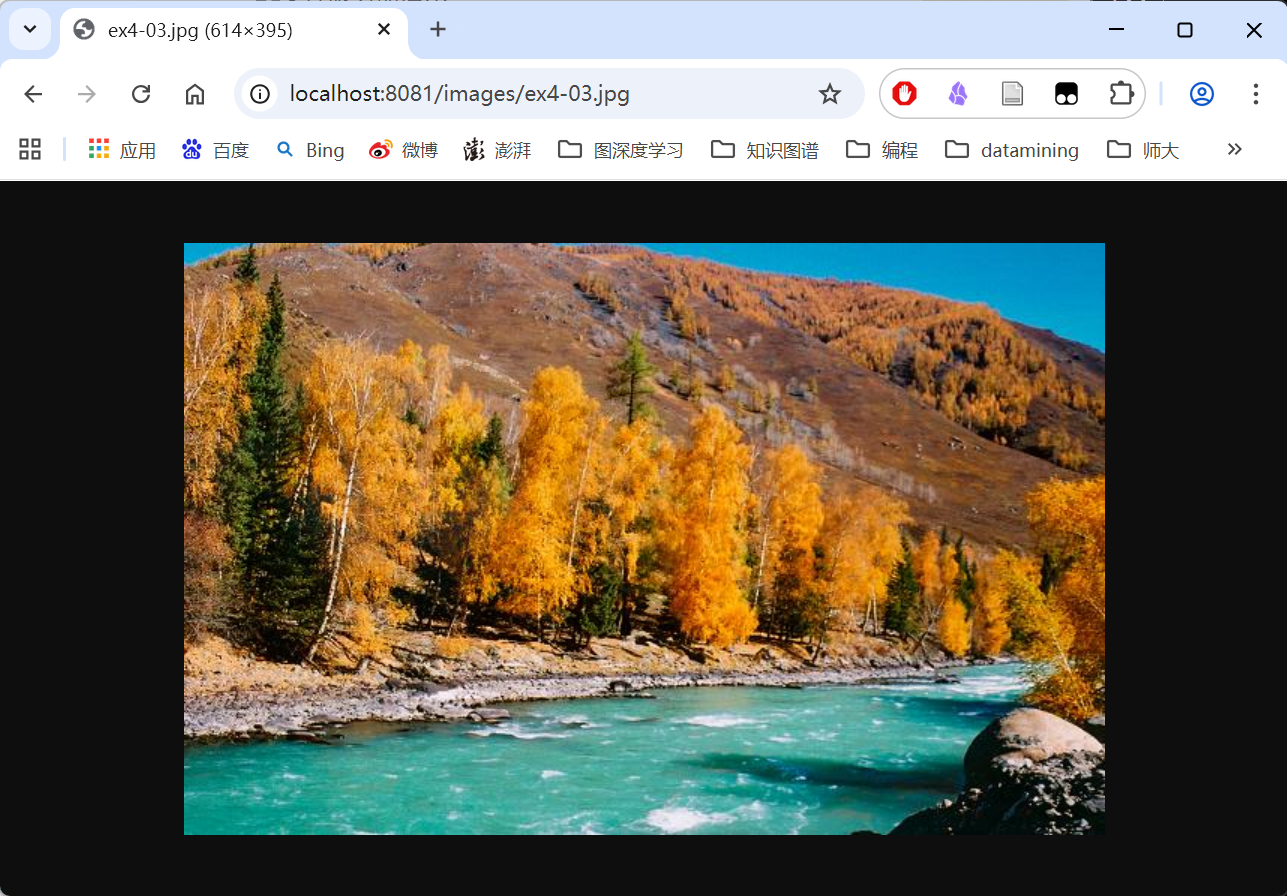 ex4-03.jpg (614×395)
localhost:8081/images/ex4-03.jpg
应用 百度 Bing 微博 澎湃 图深度学习 知识图谱 编程 datamining 师大